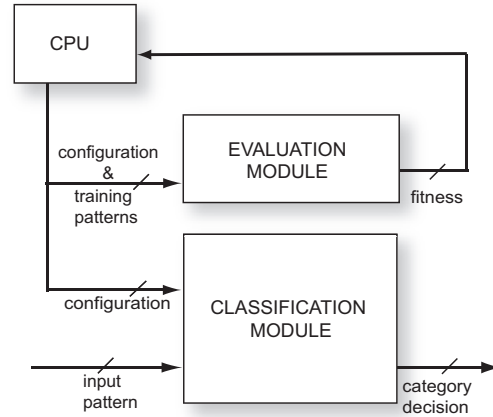 CPU
configuration
&
training
patterns
EVALUATION
MODULE
fitness
configuration
CLASSIFICATION
MODULE
input
pattern
category
decision